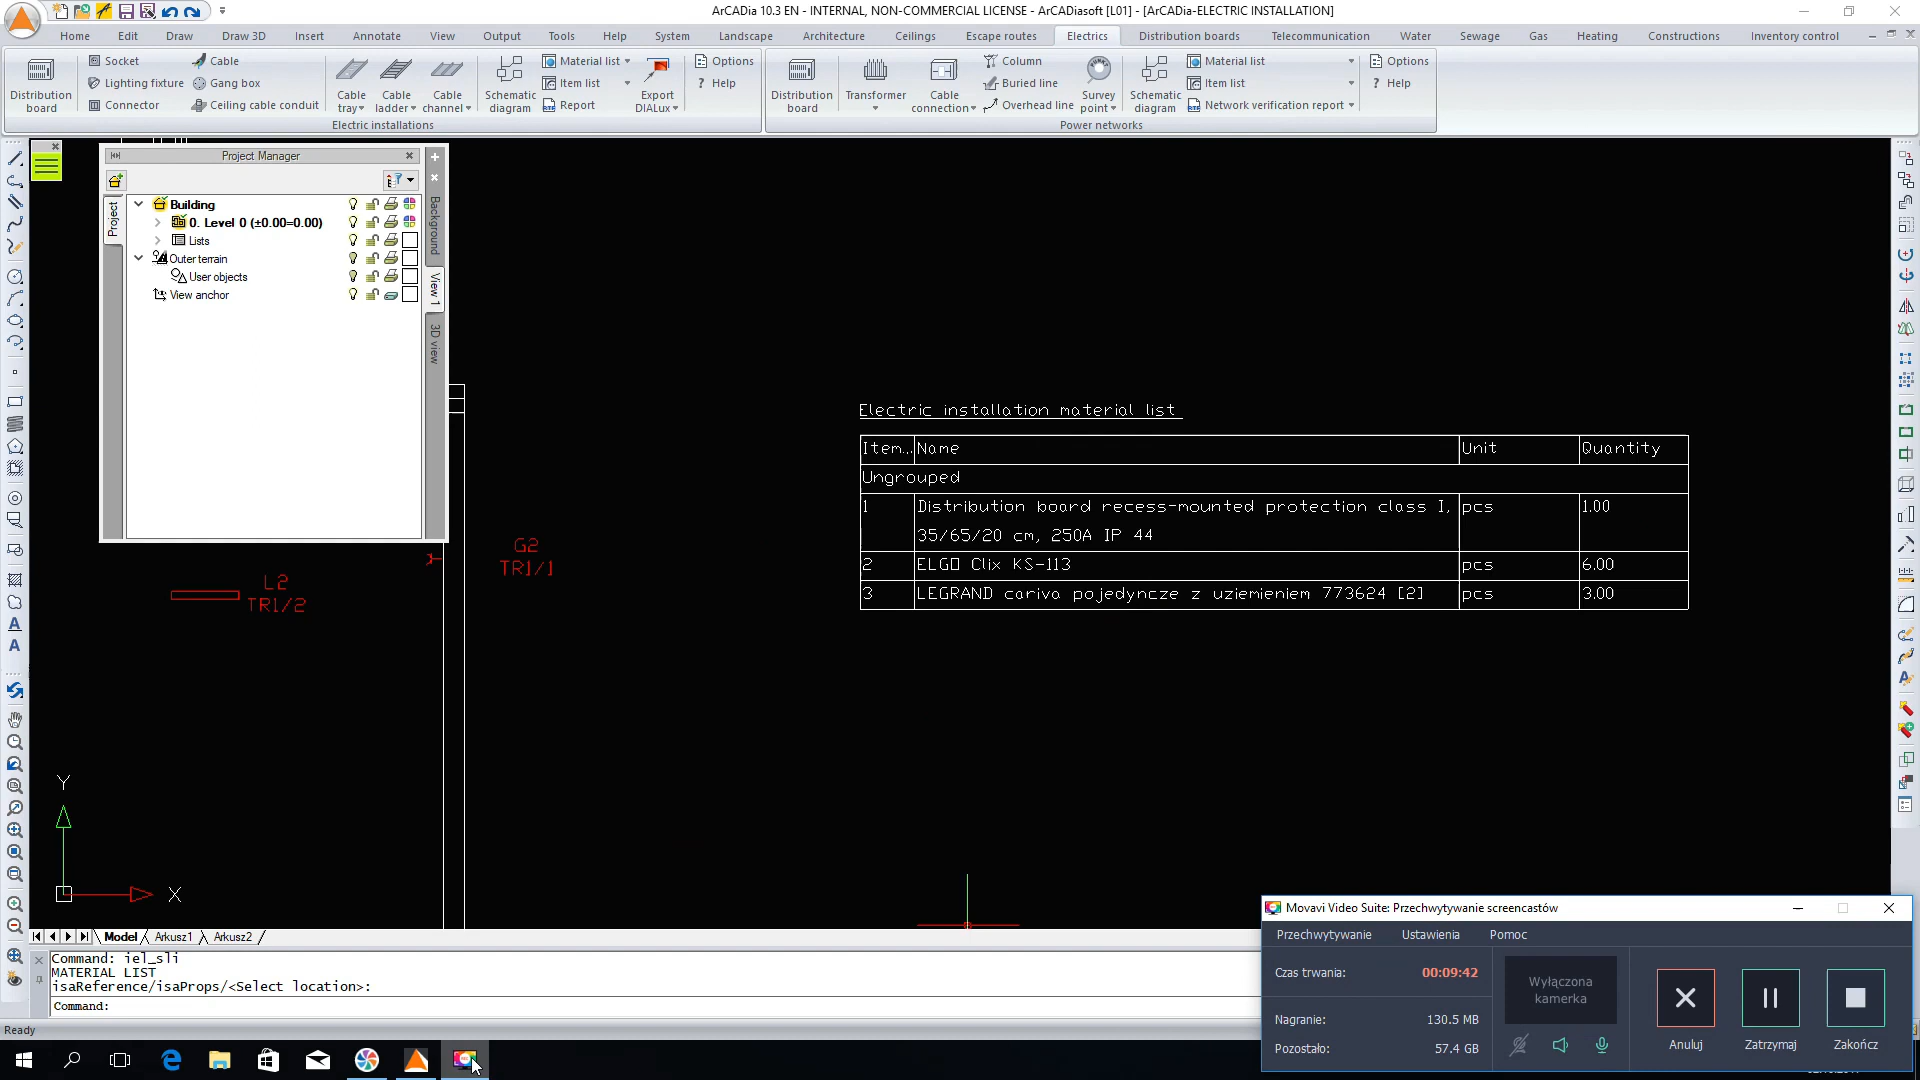 ArCADia 10.3 EN - INTERNAL, NON-COMMERCIAL LICENSE - ArCADiasoft [L01] - [ArCADia-ELECTRIC INSTALLATION]
Home Edit Draw Draw 3D Insert Annotate View Output Tools Help System Landscape Architecture Ceilings Escape routes Electrics Distribution boards Telecommunication Water Sewage Gas Heating Constructions Inventory control
Distribution board
Socket
Lighting fixture
Connector
Cable
Gang box
Ceiling cable conduit
Cable tray
Cable ladder
Cable channel
Schematic diagram
Material list
Item list
Report
Export DIALux
Options
? Help
Electric installations
Distribution board
Transformer
Cable connection
Column
Buried line
Overhead line
Survey point
Schematic diagram
Material list
Item list
Network verification report
Options
? Help
Power networks
Project Manager
Project
Building
0. Level 0 (±0.00=0.00)
Lists
Outer terrain
User objects
View anchor
Background
View 1
3D view
L2
TR1/2
G2
TR1/1
Electric installation material list
Item... Name Unit Quantity
Ungrouped
1 Distribution board recess-mounted protection class I, pcs 1.00
35/65/20 cm, 250A IP 44
2 ELGO Clix KS-113 pcs 6.00
3 LEGRAND cariva pojedyncze z uziemieniem 773624 [2] pcs 3.00
Y
X
Model Arkusz1 Arkusz2
Command: iel_sli
MATERIAL LIST
isaReference/isaProps/<Select location>:
Command:
Ready
Movavi Video Suite: Przechwytywanie screencastów
Przechwytywanie Ustawienia Pomoc
Czas trwania: 00:09:42
Nagranie: 130.5 MB
Pozostało: 57.4 GB
Wyłączona kamerka
Anuluj
Zatrzymaj
Zakończ